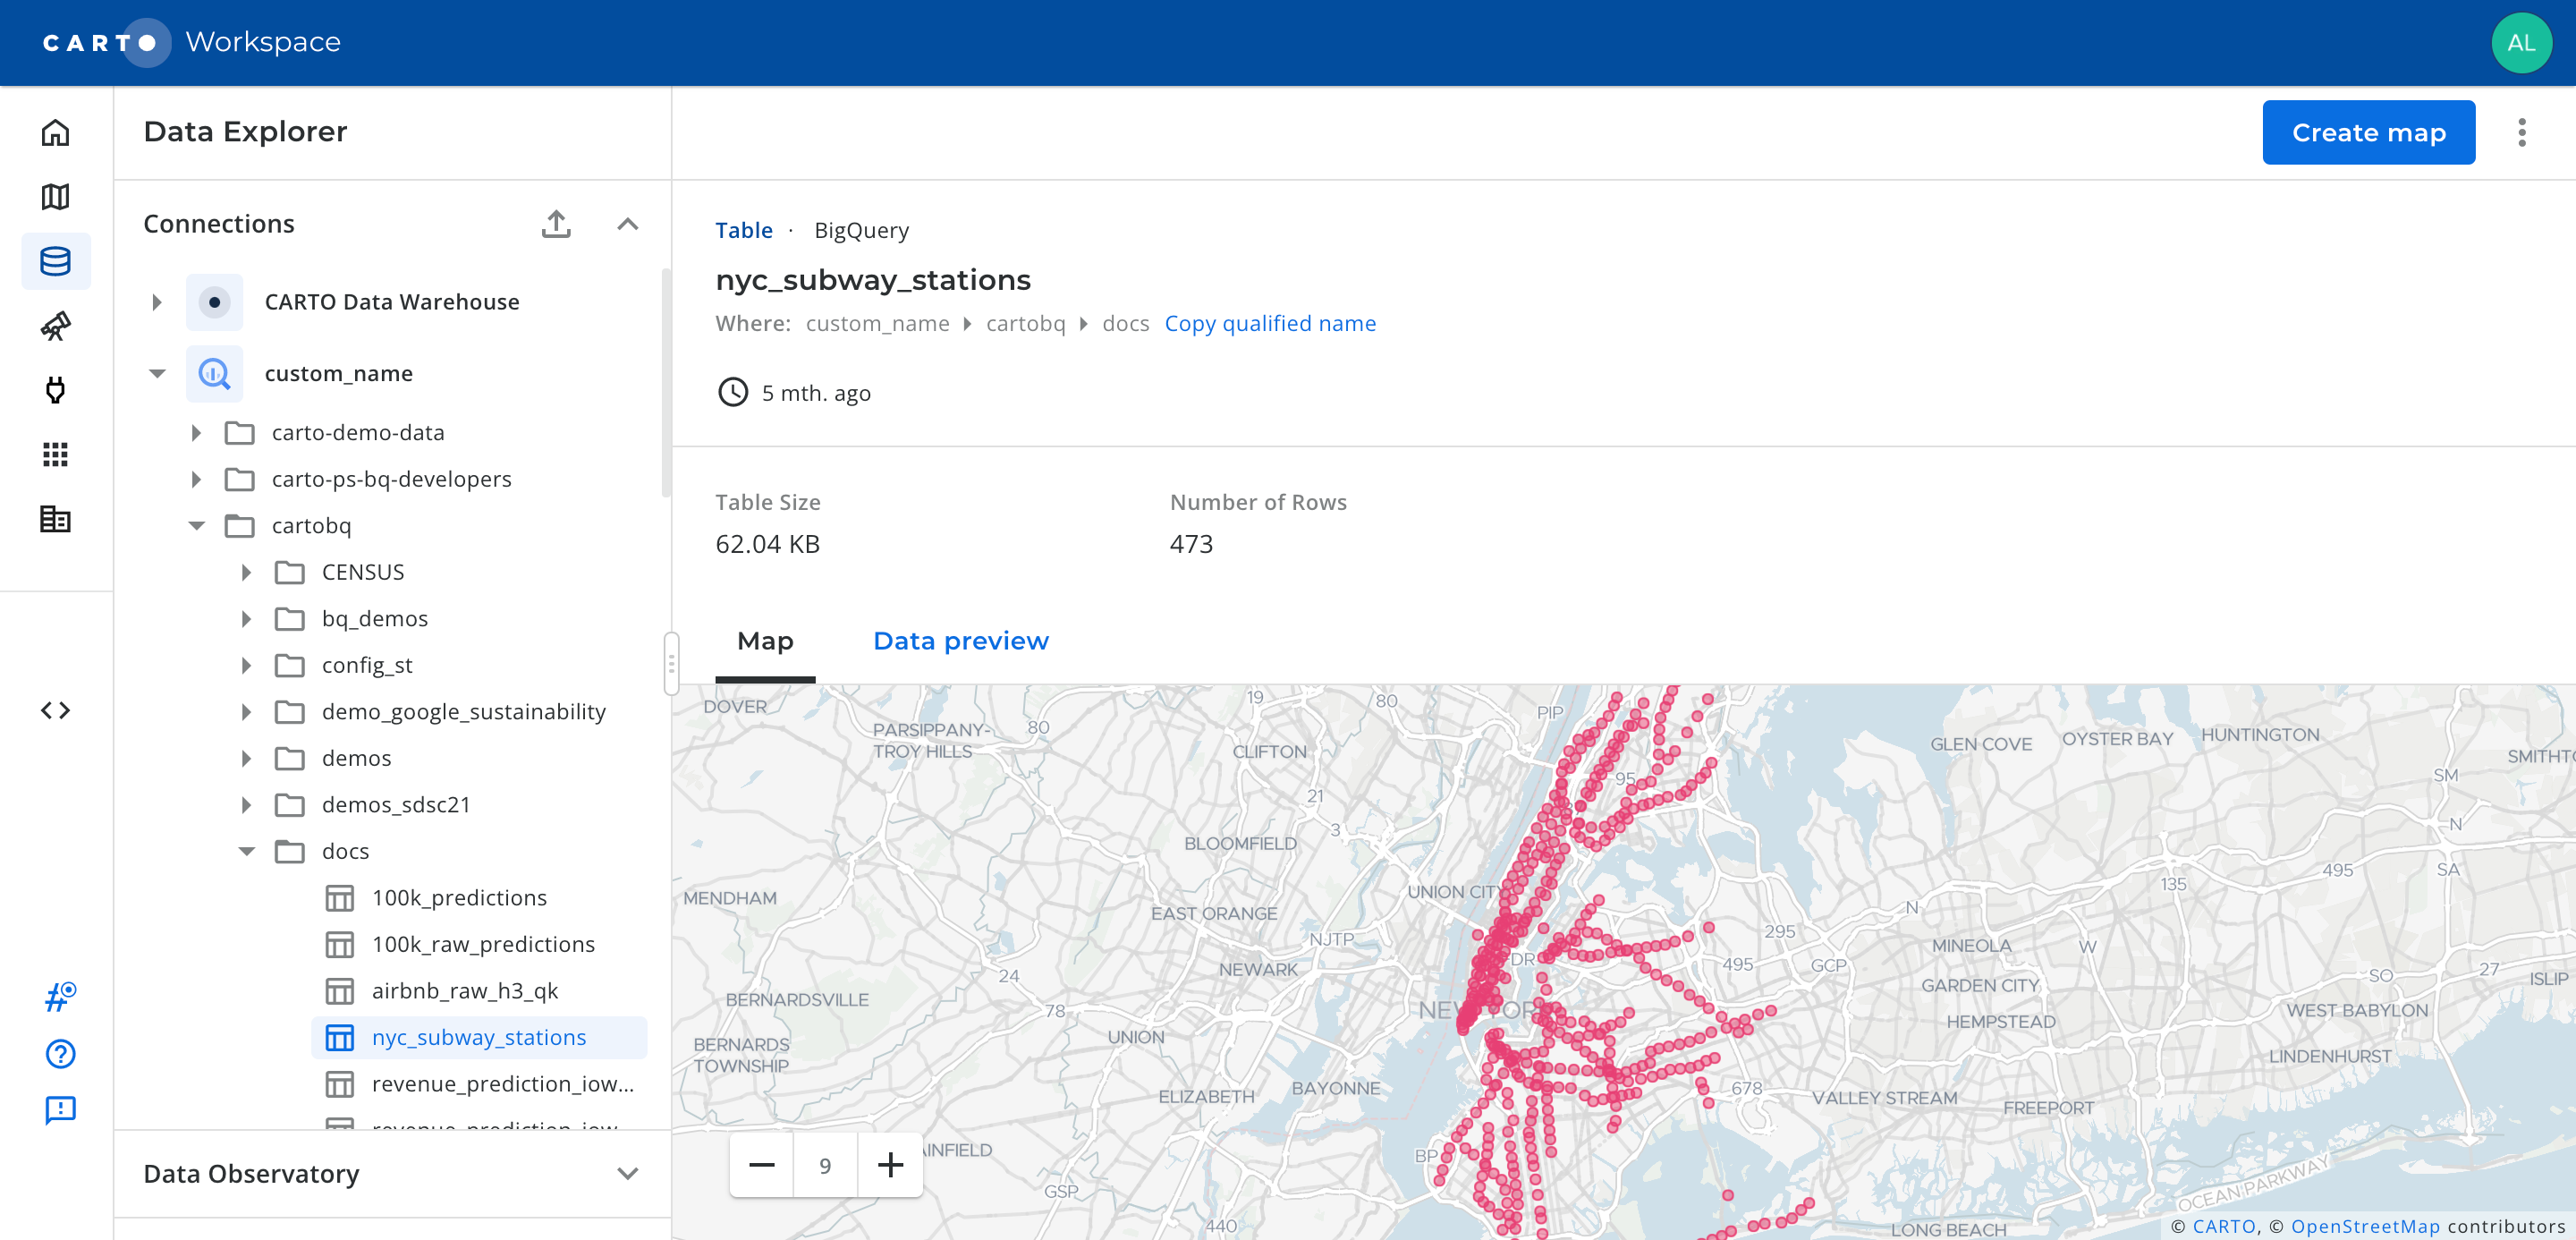 CARTO Workspace
AL
Data Explorer
Create map
Connections
CARTO Data Warehouse
custom_name
carto-demo-data
carto-ps-bq-developers
cartobq
CENSUS
bq_demos
config_st
demo_google_sustainability
demos
demos_sdsc21
docs
100k_predictions
100k_raw_predictions
airbnb_raw_h3_qk
nyc_subway_stations
revenue_prediction_iow...
Data Observatory
Table · BigQuery
nyc_subway_stations
Where: custom_name cartobq docs Copy qualified name
5 mth. ago
Table Size
62.04 KB
Number of Rows
473
Map
Data preview
DOVER
PARSIPPANY-
TROY HILLS
80
19
80
PIP
CLIFTON
21
3
95
GLEN COVE
OYSTER BAY
HUNTINGTON
SM
N
SA
495
135
BLOOMFIELD
MENDHAM
UNION CITY
EAST ORANGE
NJTP
NEWARK
24
DR
295
495
GCP
N
MINEOLA
W
GARDEN CITY
SO
27
ISLIP
BERNARDSVILLE
78
UNION
BERNARDS
TOWNSHIP
HEMPSTEAD
WEST BABYLON
LINDENHURST
ELIZABETH
BAYONNE
678
VALLEY STREAM
FREEPORT
BP
GSP
440
9
OCEAN PARKWAY
LONG BEACH
© CARTO, © OpenStreetMap contributors